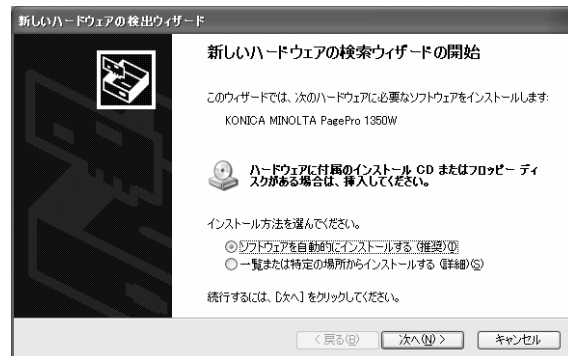 新しいハードウェアの検出ウィザード
新しいハードウェアの検索ウィザードの開始
このウィザードでは、次のハードウェアに必要なソフトウェアをインストールします:
KONICA MINOLTA PagePro 1350W
ハードウェアに付属のインストール CD またはフロッピー ディ
スクがある場合は、挿入してください。
インストール方法を選んでください。
ソフトウェアを自動的にインストールする (推奨)(I)
一覧または特定の場所からインストールする (詳細)(S)
続行するには、[次へ] をクリックしてください。
< 戻る(B) 次へ(N) > キャンセル